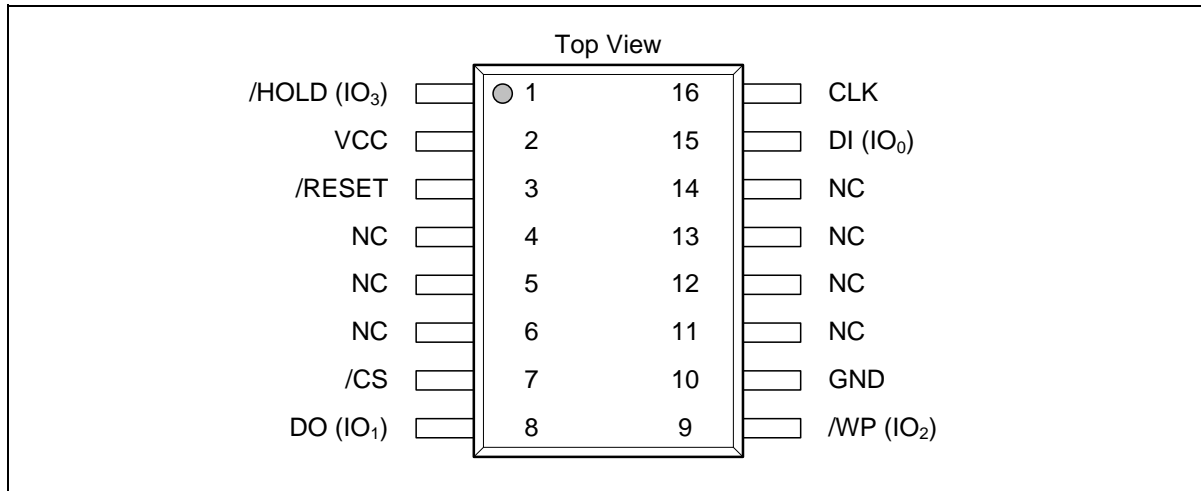 Top View
/HOLD (IO₃) 1 16 CLK
VCC 2 15 DI (IO₀)
/RESET 3 14 NC
NC 4 13 NC
NC 5 12 NC
NC 6 11 NC
/CS 7 10 GND
DO (IO₁) 8 9 /WP (IO₂)